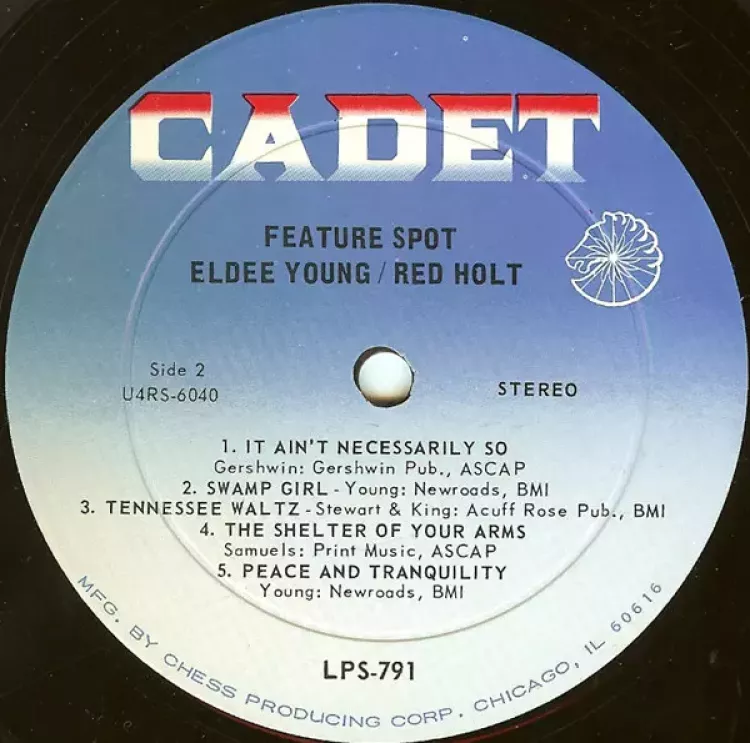 CADET
FEATURE SPOT
ELDEE YOUNG / RED HOLT
Side 2
U4RS-6040
STEREO
1. IT AIN'T NECESSARILY SO
Gershwin: Gershwin Pub., ASCAP
2. SWAMP GIRL - Young: Newroads, BMI
3. TENNESSEE WALTZ - Stewart & King: Acuff Rose Pub., BMI
4. THE SHELTER OF YOUR ARMS
Samuels: Print Music, ASCAP
5. PEACE AND TRANQUILITY
Young: Newroads, BMI
LPS-791
MFG. BY CHESS PRODUCING CORP. CHICAGO, IL 60616